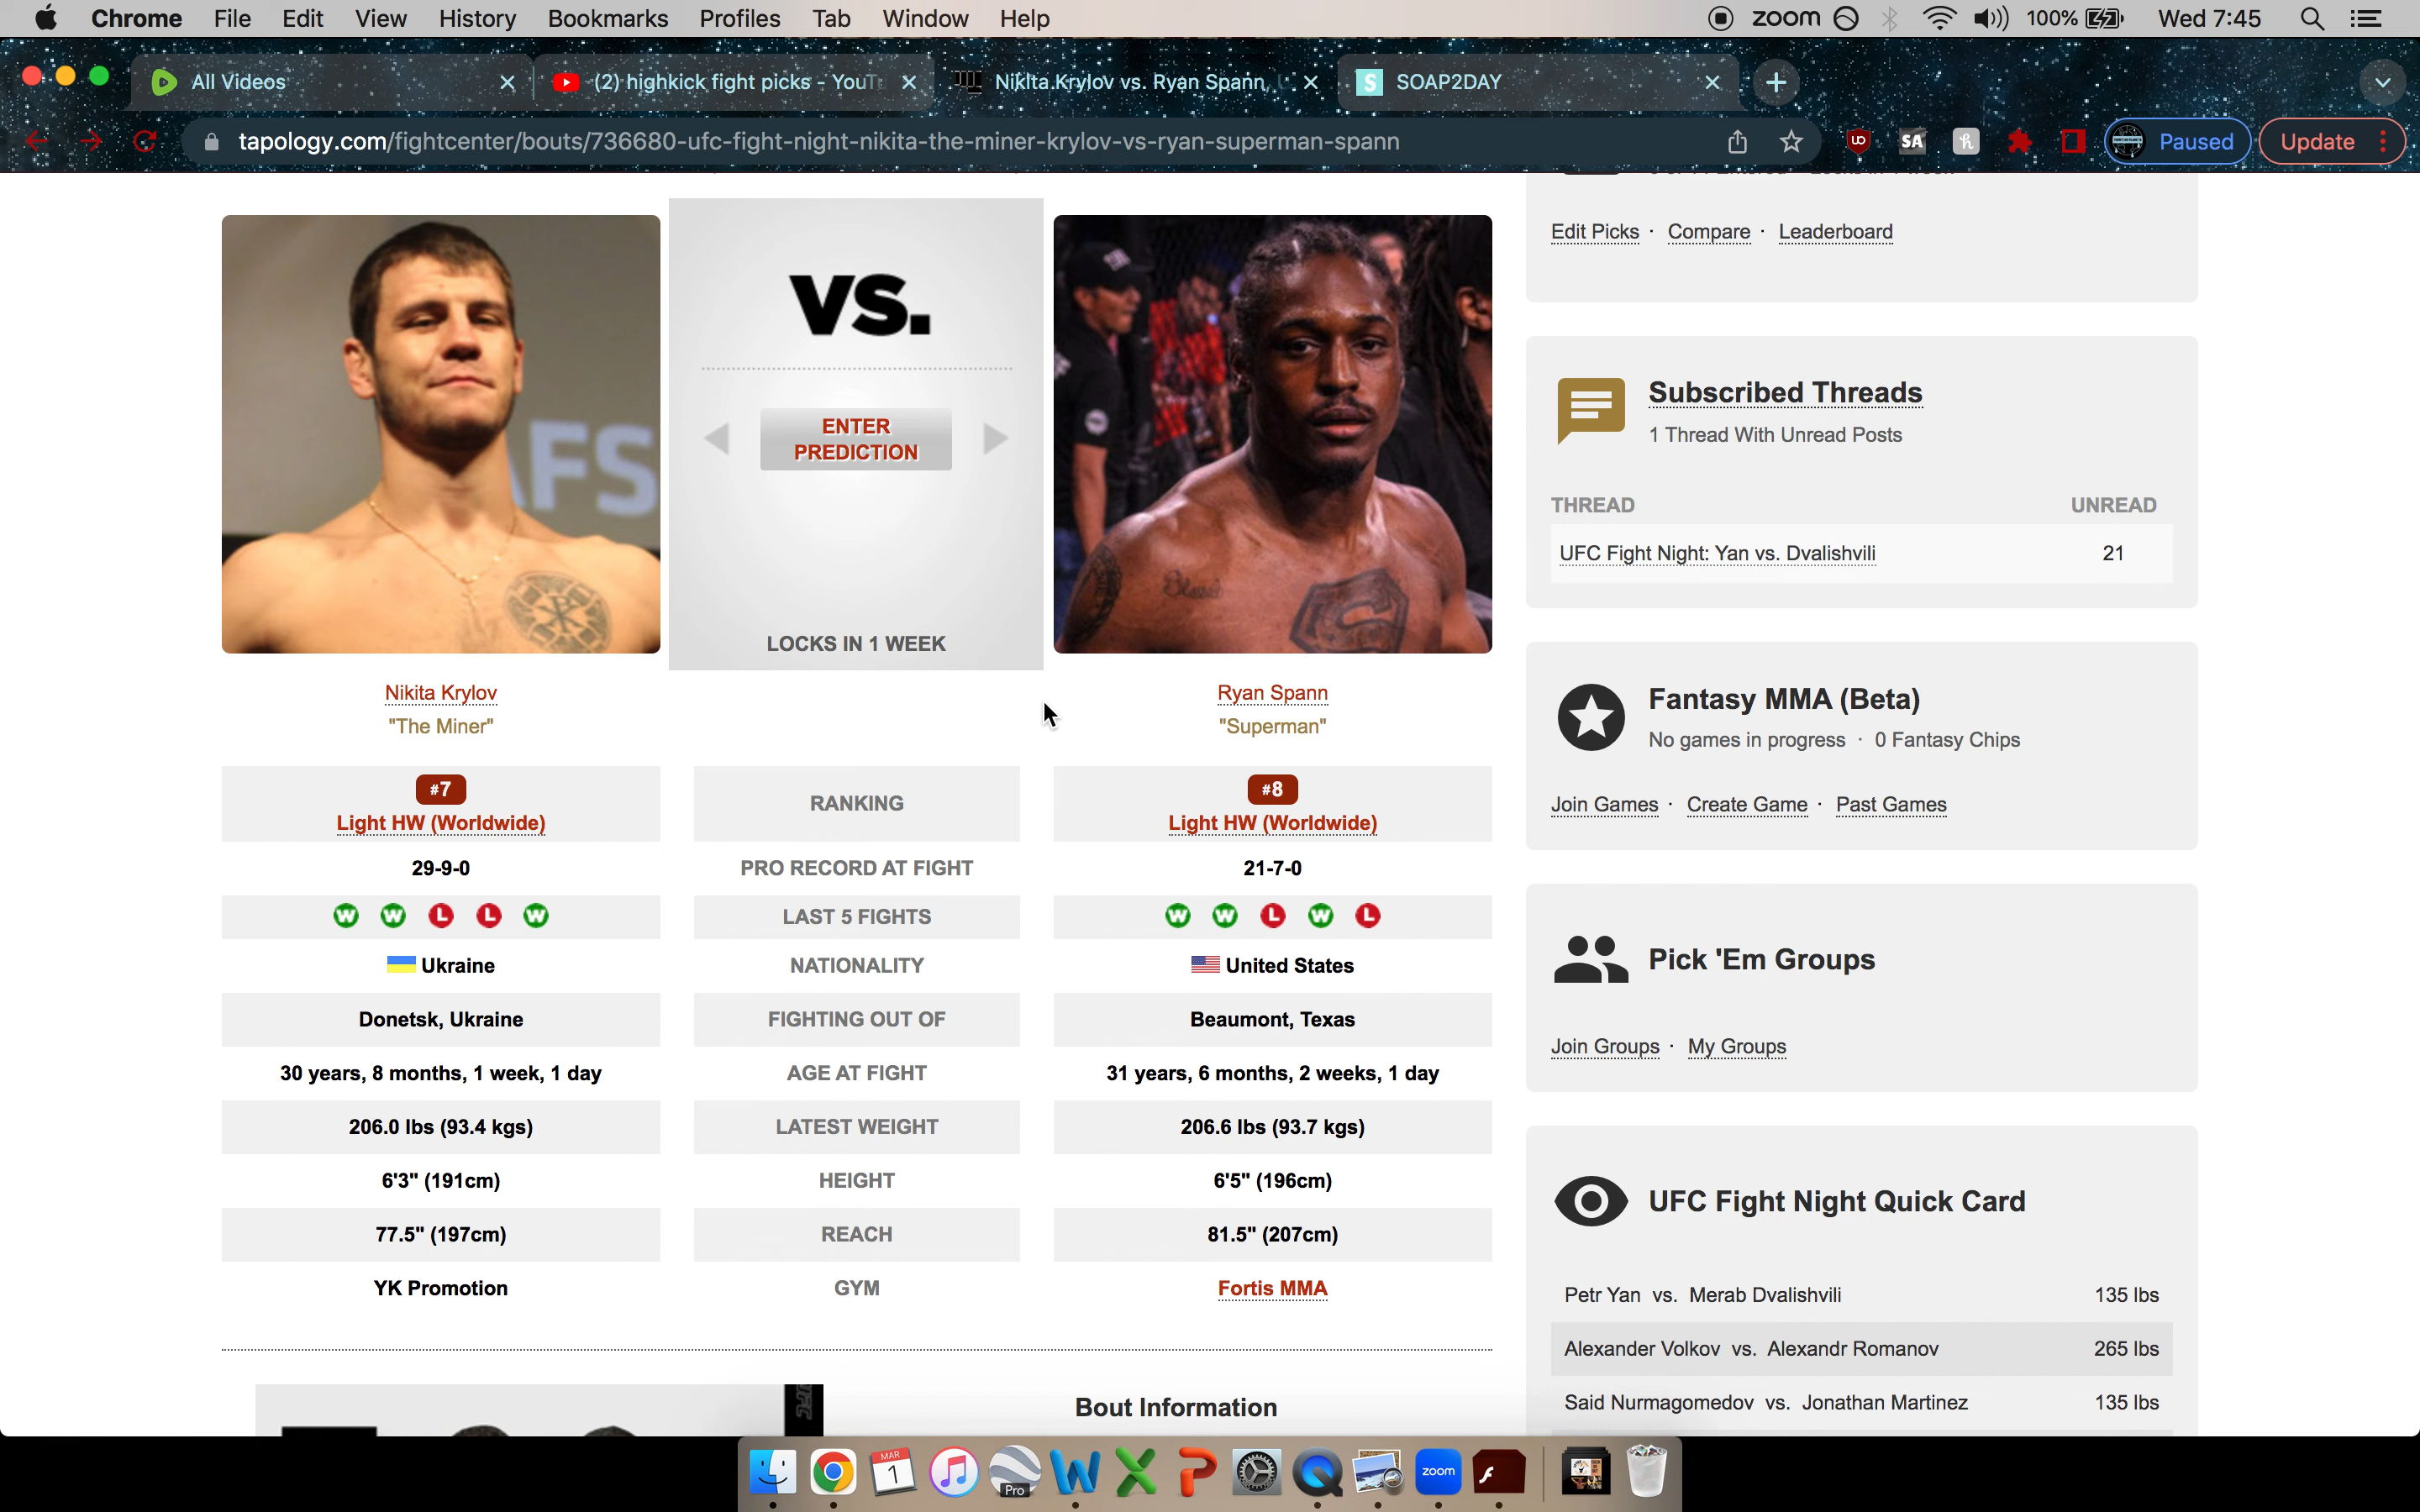 Chrome File Edit View History Bookmarks Profiles Tab Window Help zoom 100% Wed 7:45
All Videos (2) highkick fight picks - YouTu Nikita Krylov vs. Ryan Spann, U SOAP2DAY
tapology.com/fightcenter/bouts/736680-ufc-fight-night-nikita-the-miner-krylov-vs-ryan-superman-spann SA Paused Update
Edit Picks · Compare · Leaderboard
AFS
VS.
ENTER
PREDICTION
LOCKS IN 1 WEEK
Nikita Krylov
"The Miner"
Ryan Spann
"Superman"
#7 RANKING #8
Light HW (Worldwide) Light HW (Worldwide)
29-9-0 PRO RECORD AT FIGHT 21-7-0
W W L L W LAST 5 FIGHTS W W L W L
Ukraine NATIONALITY United States
Donetsk, Ukraine FIGHTING OUT OF Beaumont, Texas
30 years, 8 months, 1 week, 1 day AGE AT FIGHT 31 years, 6 months, 2 weeks, 1 day
206.0 lbs (93.4 kgs) LATEST WEIGHT 206.6 lbs (93.7 kgs)
6'3" (191cm) HEIGHT 6'5" (196cm)
77.5" (197cm) REACH 81.5" (207cm)
YK Promotion GYM Fortis MMA
UFC
Bout Information
Subscribed Threads
1 Thread With Unread Posts
THREAD UNREAD
UFC Fight Night: Yan vs. Dvalishvili 21
Fantasy MMA (Beta)
No games in progress · 0 Fantasy Chips
Join Games · Create Game · Past Games
Pick 'Em Groups
Join Groups · My Groups
UFC Fight Night Quick Card
Petr Yan vs. Merab Dvalishvili 135 lbs
Alexander Volkov vs. Alexandr Romanov 265 lbs
Said Nurmagomedov vs. Jonathan Martinez 135 lbs
MAR
1
Pro
zoom